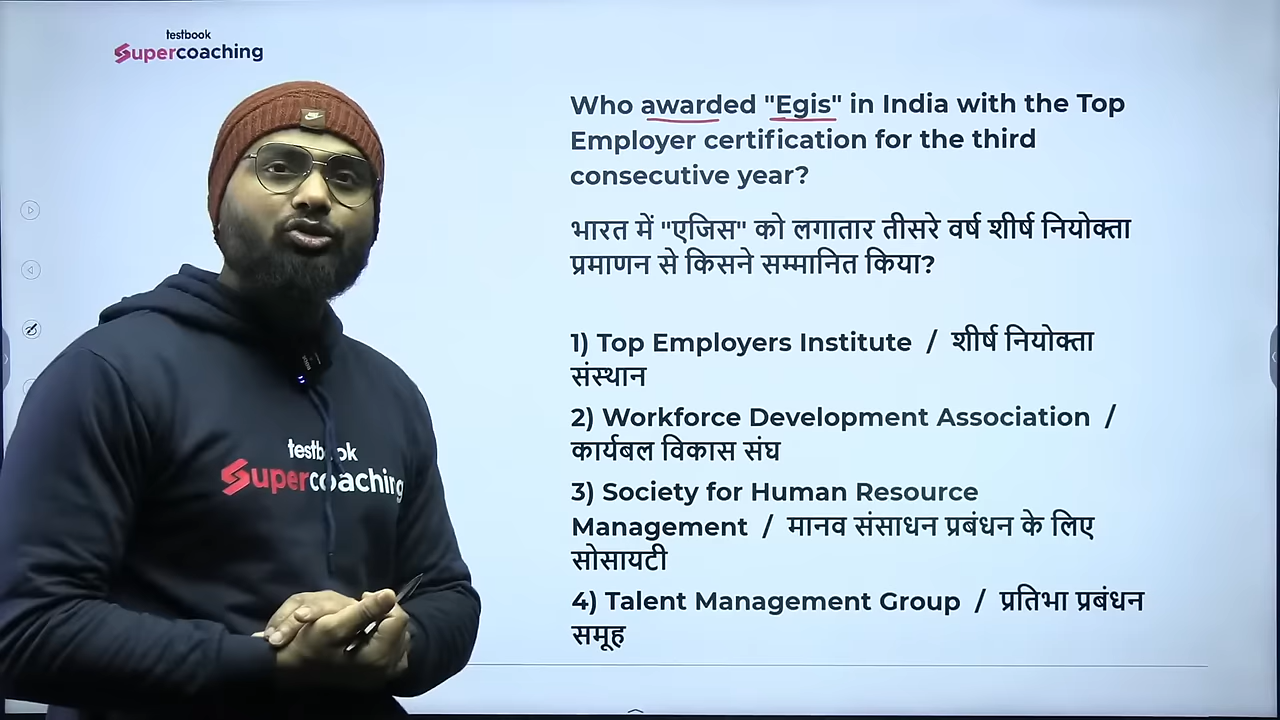 testbook
Supercoaching
Who awarded "Egis" in India with the Top
Employer certification for the third
consecutive year?
भारत में "एजिस" को लगातार तीसरे वर्ष शीर्ष नियोक्ता
प्रमाणन से किसने सम्मानित किया?
1) Top Employers Institute / शीर्ष नियोक्ता
संस्थान
2) Workforce Development Association /
कार्यबल विकास संघ
3) Society for Human Resource
Management / मानव संसाधन प्रबंधन के लिए
सोसायटी
4) Talent Management Group / प्रतिभा प्रबंधन
समूह
testbook
Supercoaching